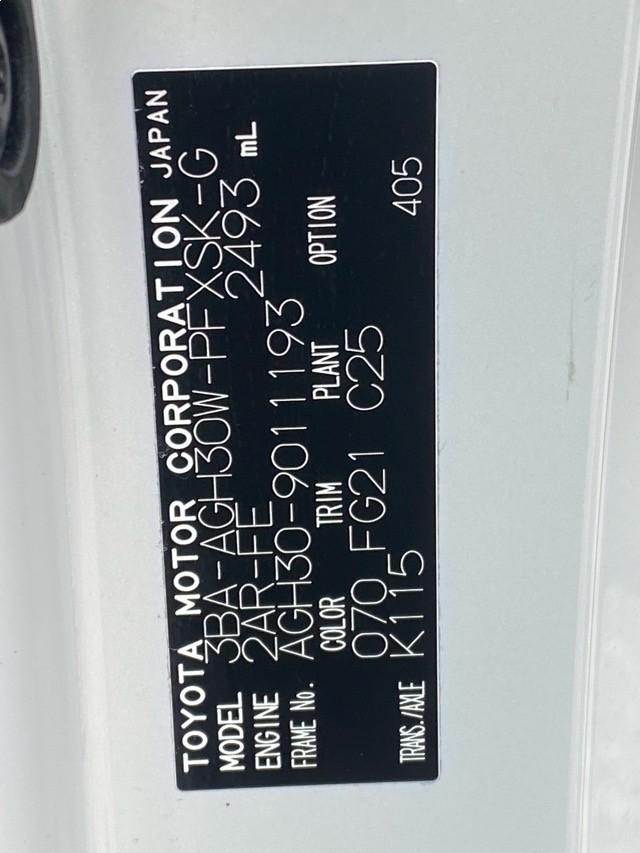 TOYOTA MOTOR CORPORATION JAPAN
MODEL 3BA-AGH30W-PFXSK-G
ENGINE 2AR-FE 2493 mL
FRAME No. AGH30-9011193
COLOR TRIM PLANT OPTION
070 FG21 C25
TRANS./AXLE K115 405